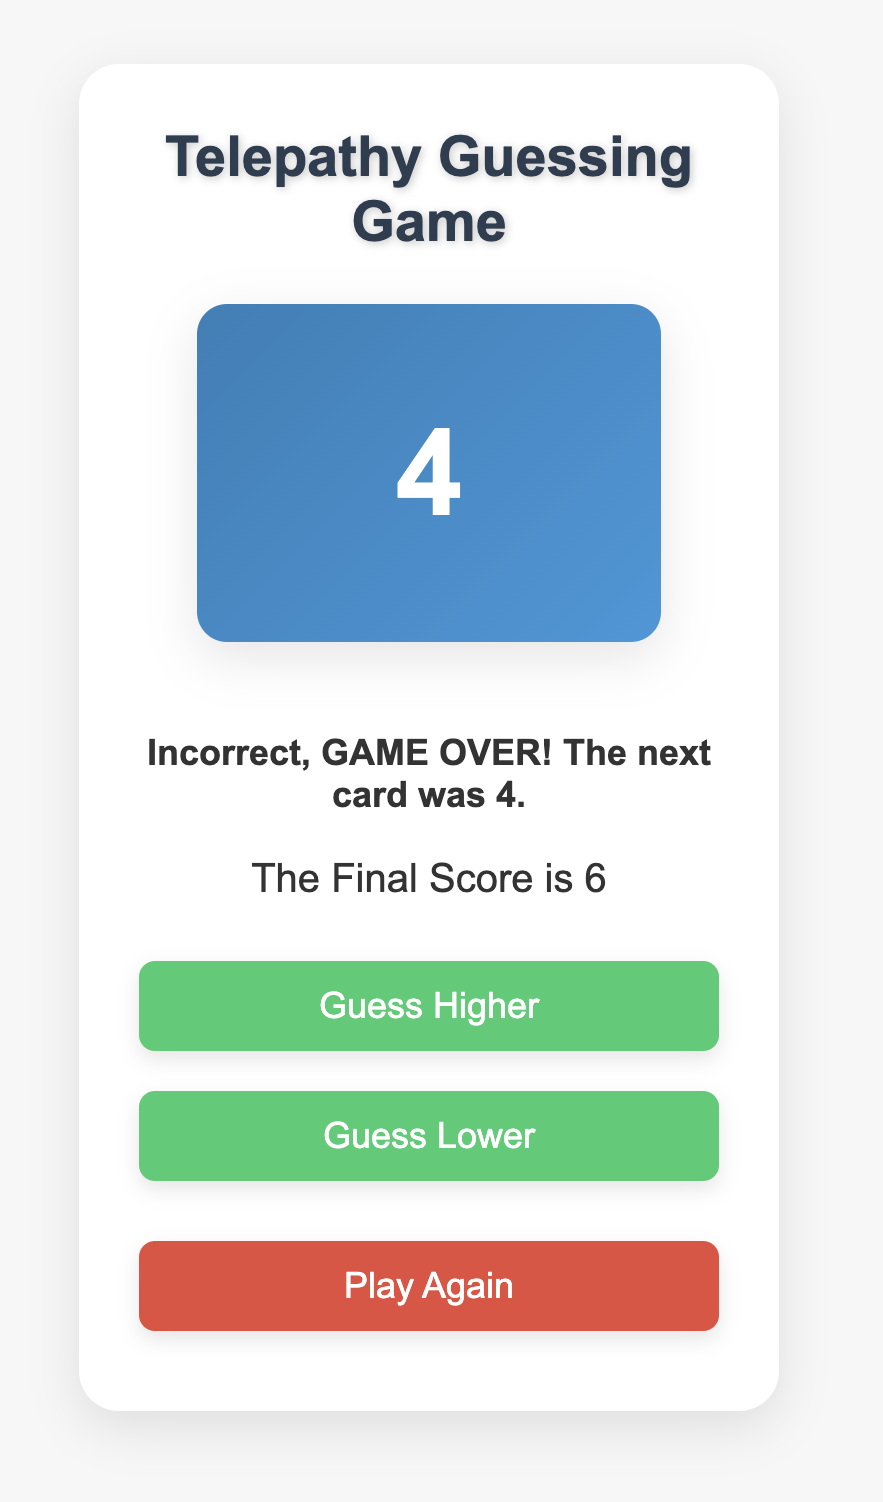 Telepathy Guessing
Game
4
Incorrect, GAME OVER! The next
card was 4.
The Final Score is 6
Guess Higher
Guess Lower
Play Again